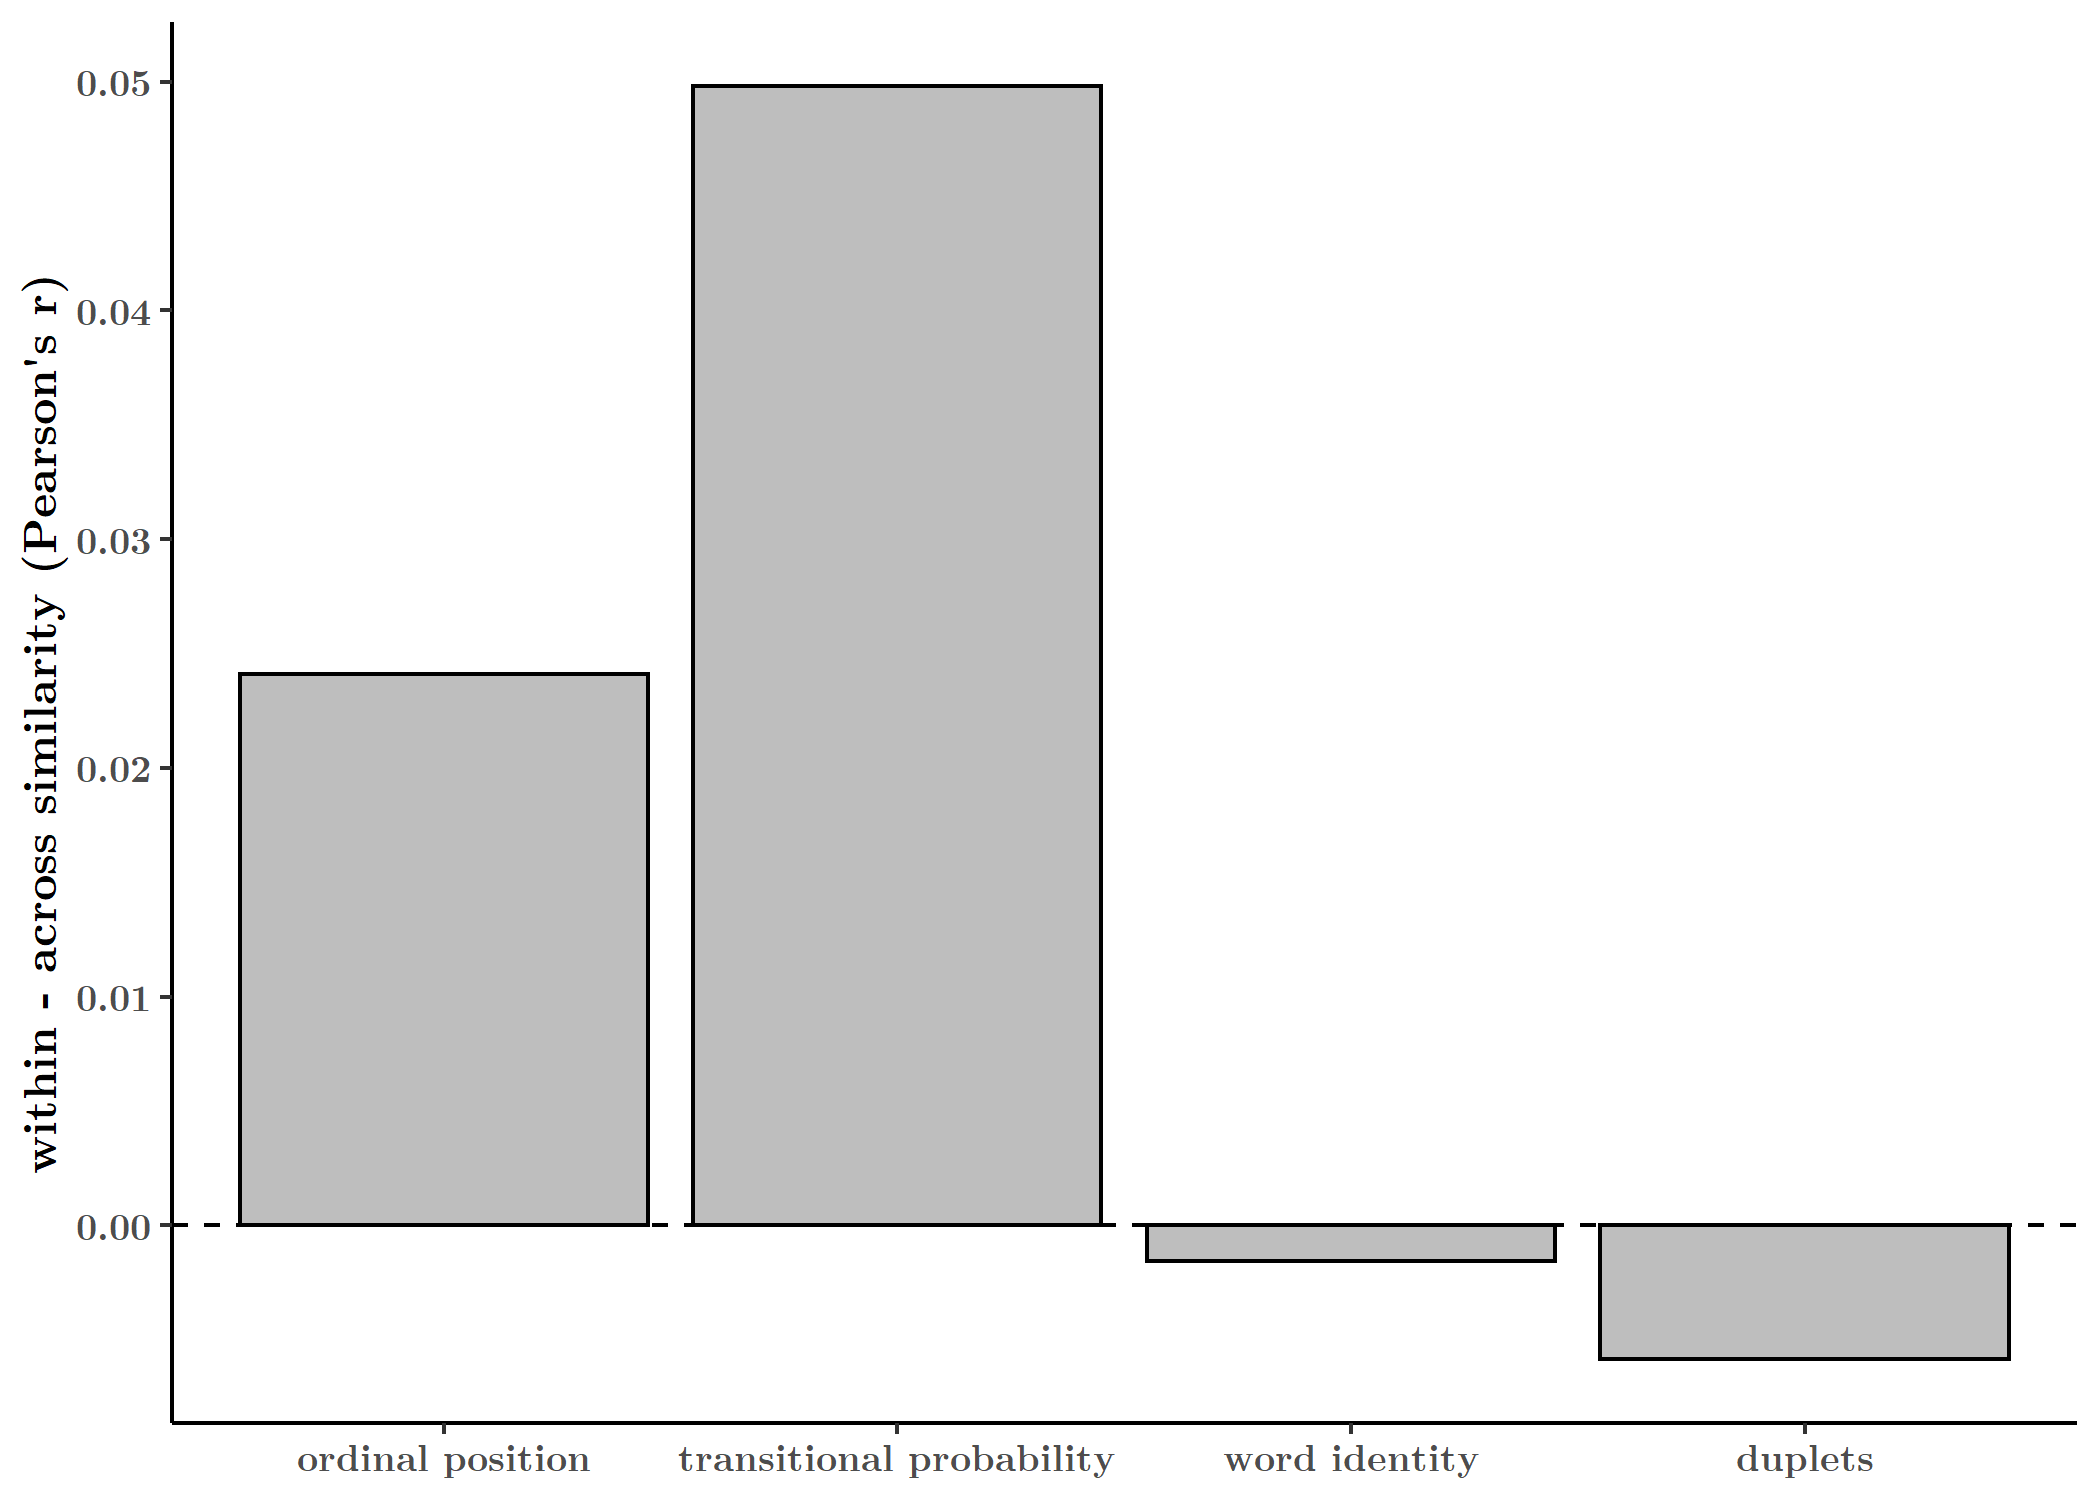 within - across similarity (Pearson's r)
0.05
0.04
0.03
0.02
0.01
0.00
ordinal position
transitional probability
word identity
duplets